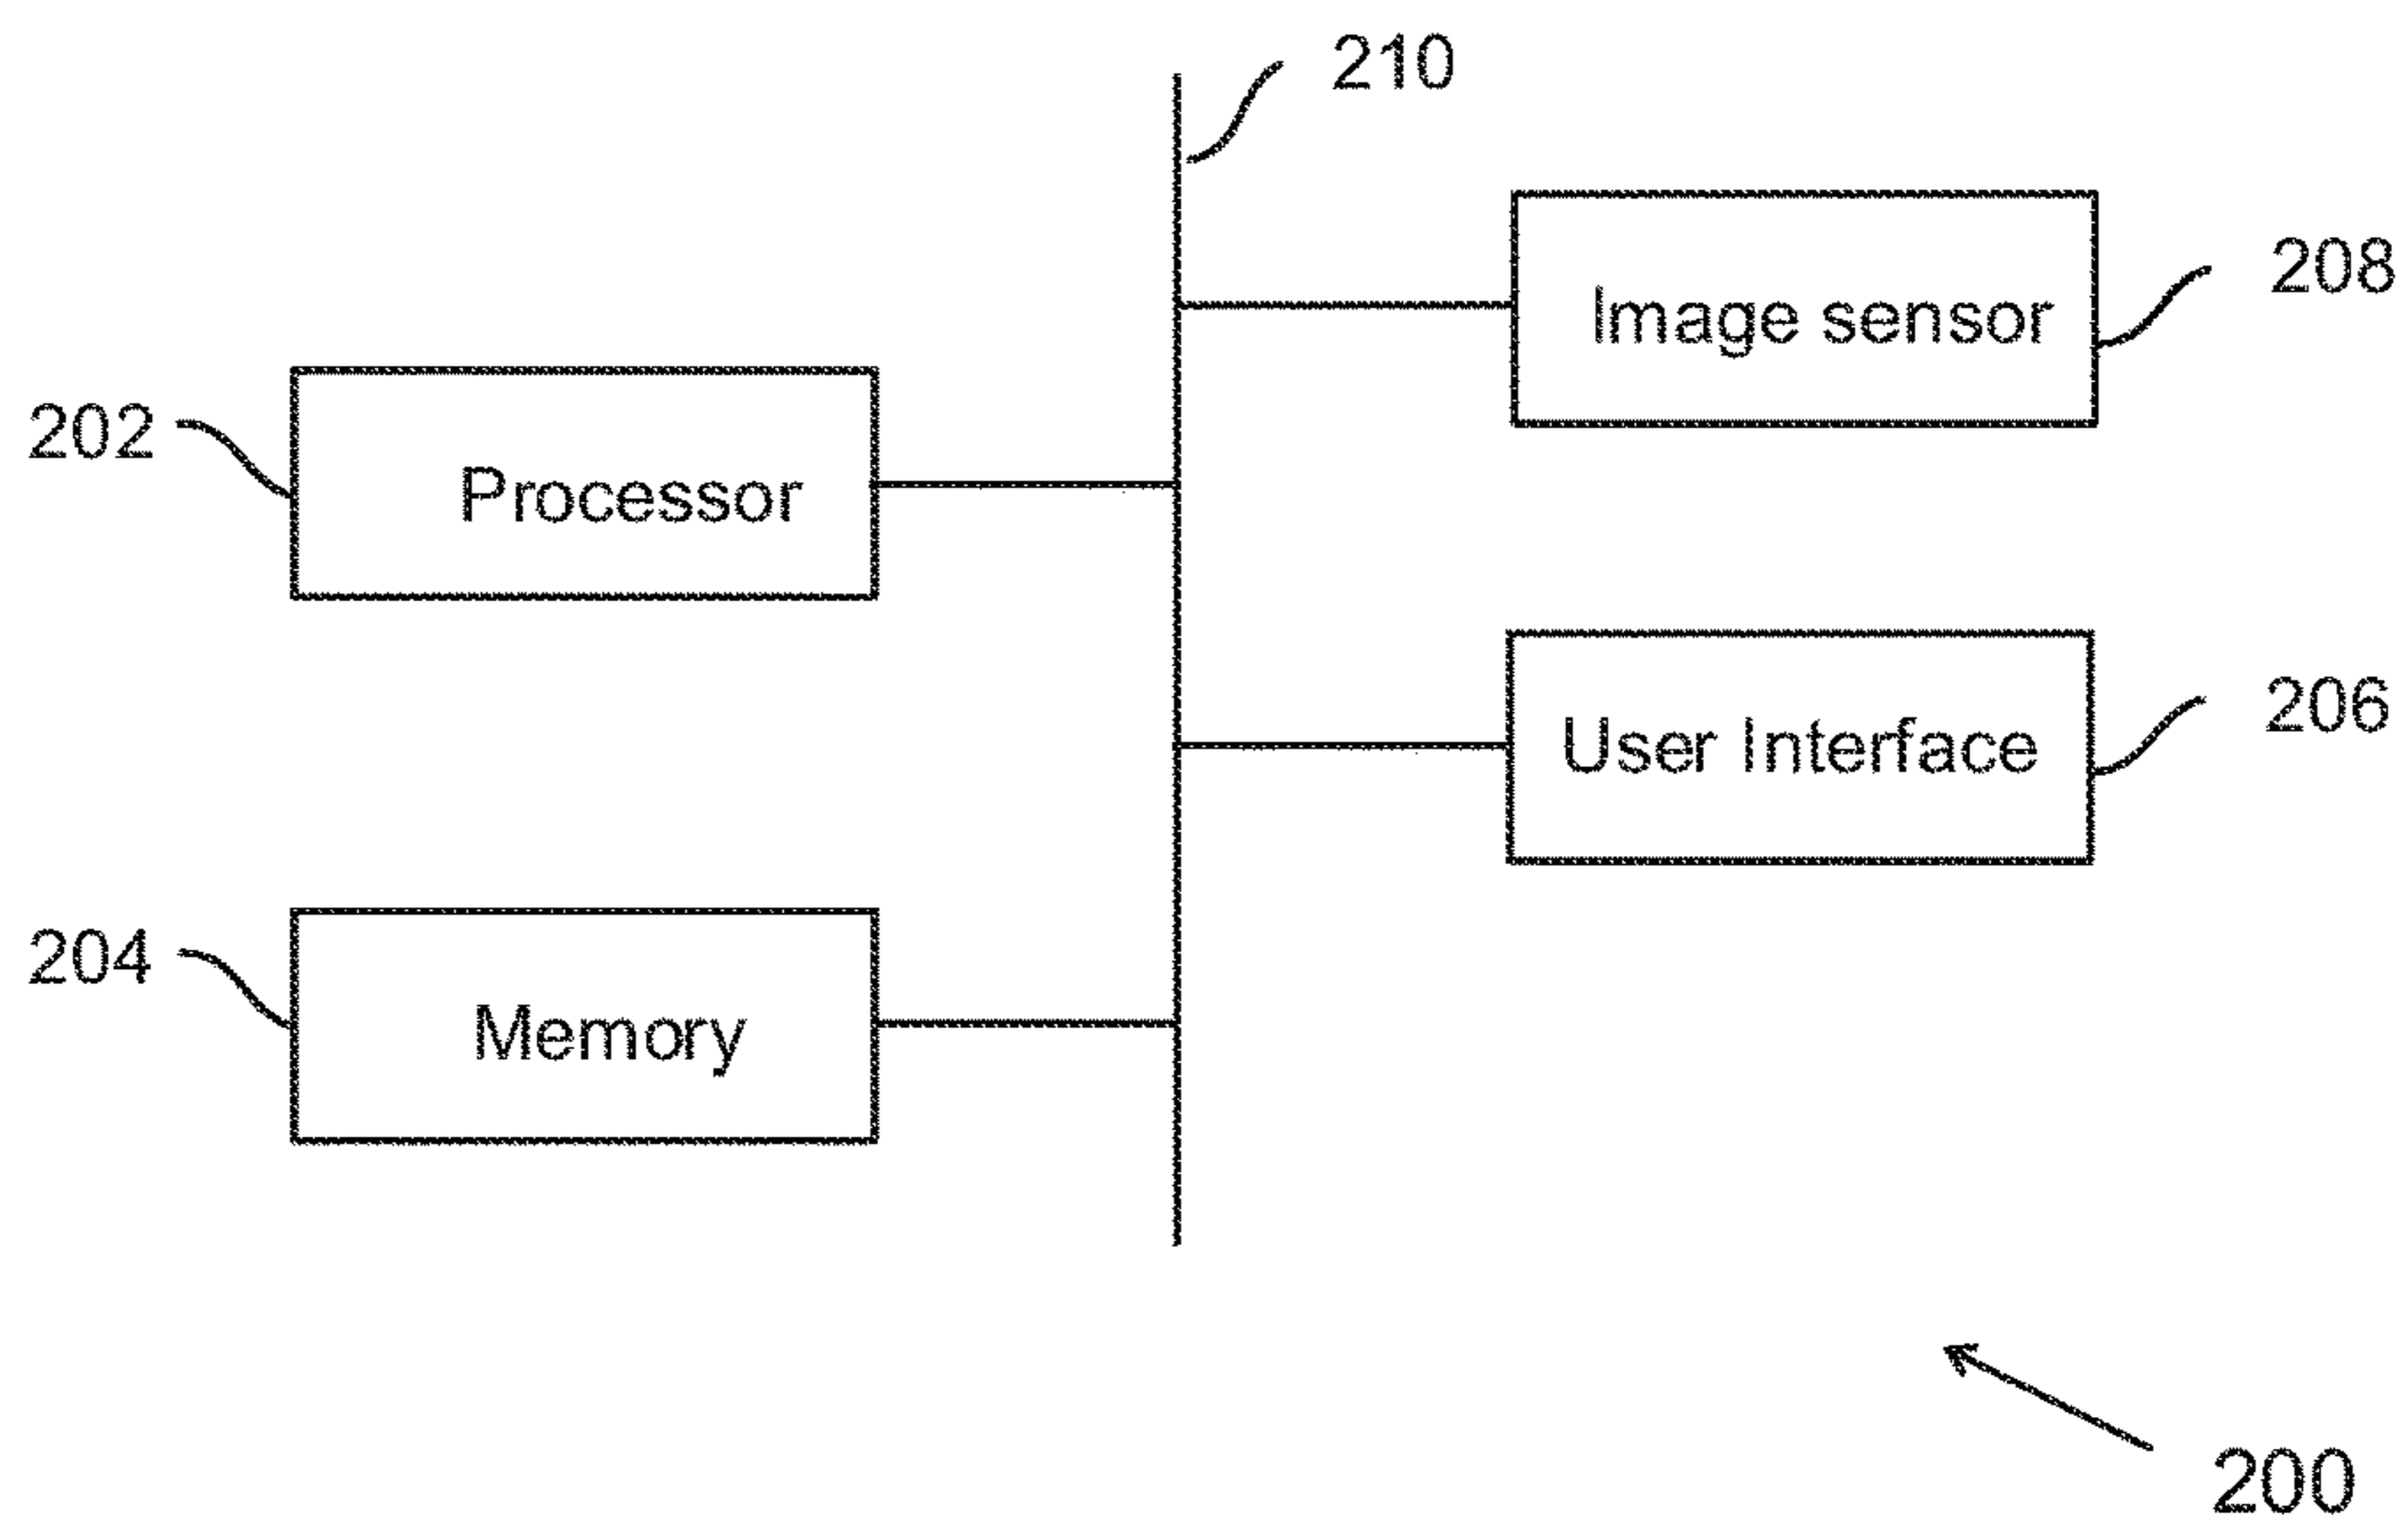 210
208
Image sensor
202
Processor
206
User Interface
204
Memory
200